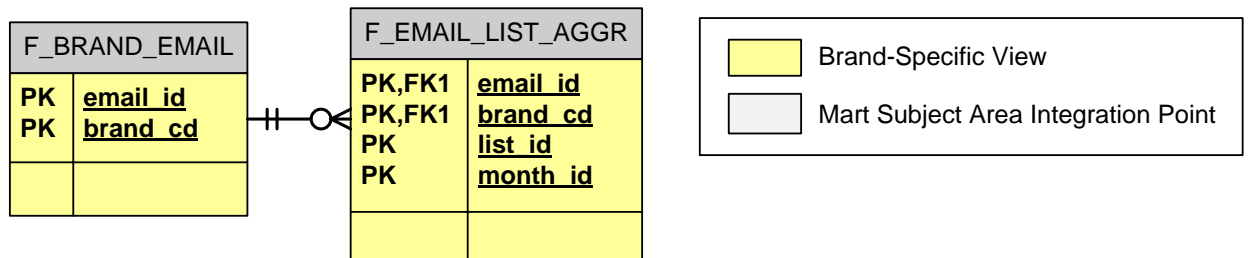 F_BRAND_EMAIL
PK email_id
PK brand_cd
F_EMAIL_LIST_AGGR
PK,FK1 email_id
PK,FK1 brand_cd
PK list_id
PK month_id
Brand-Specific View
Mart Subject Area Integration Point